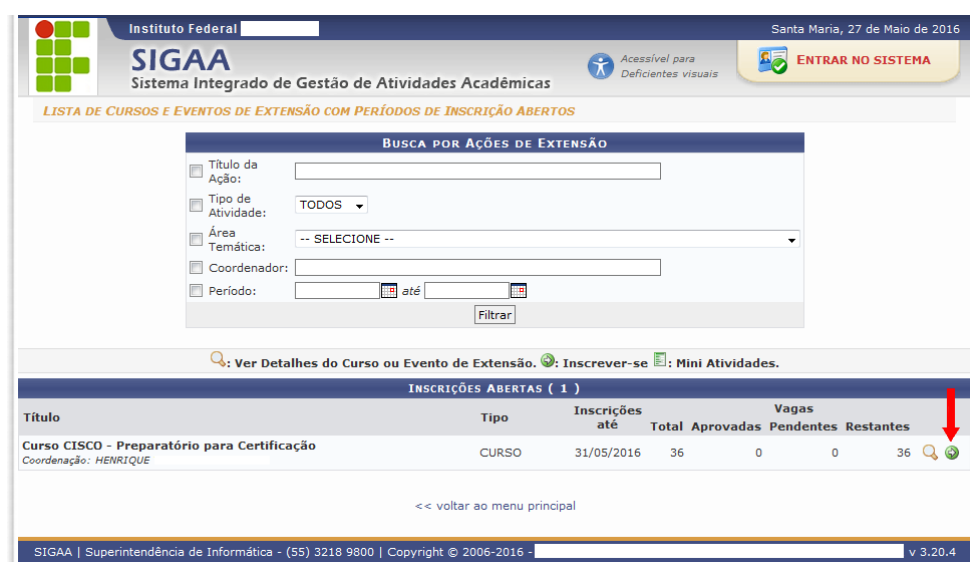 Instituto Federal
Santa Maria, 27 de Maio de 2016
SIGAA
Sistema Integrado de Gestão de Atividades Acadêmicas
Acessível para
Deficientes visuais
ENTRAR NO SISTEMA
LISTA DE CURSOS E EVENTOS DE EXTENSÃO COM PERÍODOS DE INSCRIÇÃO ABERTOS
BUSCA POR AÇÕES DE EXTENSÃO
Título da
Ação:
Tipo de
Atividade:
TODOS
Área
Temática:
-- SELECIONE --
Coordenador:
Período:
até
Filtrar
: Ver Detalhes do Curso ou Evento de Extensão. : Inscrever-se : Mini Atividades.
INSCRIÇÕES ABERTAS ( 1 )
Título Tipo Inscrições até Vagas
Total Aprovadas Pendentes Restantes
Curso CISCO - Preparatório para Certificação CURSO 31/05/2016 36 0 0 36
Coordenação: HENRIQUE
<< voltar ao menu principal
SIGAA | Superintendência de Informática - (55) 3218 9800 | Copyright © 2006-2016 - v 3.20.4